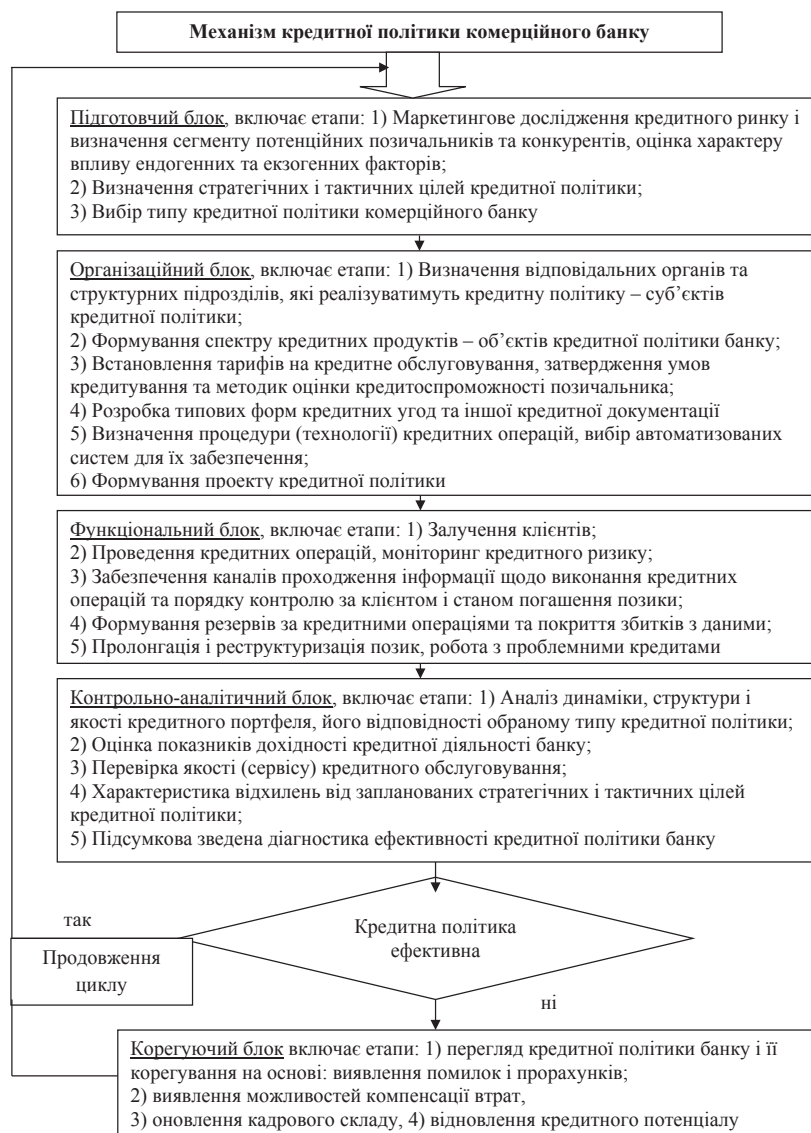 Механізм кредитної політики комерційного банку
Підготовчий блок, включає етапи: 1) Маркетингове дослідження кредитного ринку і
визначення сегменту потенційних позичальників та конкурентів, оцінка характеру
впливу ендогенних та екзогенних факторів;
2) Визначення стратегічних і тактичних цілей кредитної політики;
3) Вибір типу кредитної політики комерційного банку
Організаційний блок, включає етапи: 1) Визначення відповідальних органів та
структурних підрозділів, які реалізуватимуть кредитну політику – суб’єктів
кредитної політики;
2) Формування спектру кредитних продуктів – об’єктів кредитної політики банку;
3) Встановлення тарифів на кредитне обслуговування, затвердження умов
кредитування та методик оцінки кредитоспроможності позичальника;
4) Розробка типових форм кредитних угод та іншої кредитної документації
5) Визначення процедури (технології) кредитних операцій, вибір автоматизованих
систем для їх забезпечення;
6) Формування проекту кредитної політики
Функціональний блок, включає етапи: 1) Залучення клієнтів;
2) Проведення кредитних операцій, моніторинг кредитного ризику;
3) Забезпечення каналів проходження інформації щодо виконання кредитних
операцій та порядку контролю за клієнтом і станом погашення позики;
4) Формування резервів за кредитними операціями та покриття збитків з даними;
5) Пролонгація і реструктуризація позик, робота з проблемними кредитами
Контрольно-аналітичний блок, включає етапи: 1) Аналіз динаміки, структури і
якості кредитного портфеля, його відповідності обраному типу кредитної політики;
2) Оцінка показників дохідності кредитної діяльності банку;
3) Перевірка якості (сервісу) кредитного обслуговування;
4) Характеристика відхилень від запланованих стратегічних і тактичних цілей
кредитної політики;
5) Підсумкова зведена діагностика ефективності кредитної політики банку
так
Кредитна політика
ефективна
Продовження
циклу
ні
Корегуючий блок включає етапи: 1) перегляд кредитної політики банку і її
корегування на основі: виявлення помилок і прорахунків;
2) виявлення можливостей компенсації втрат,
3) оновлення кадрового складу, 4) відновлення кредитного потенціалу